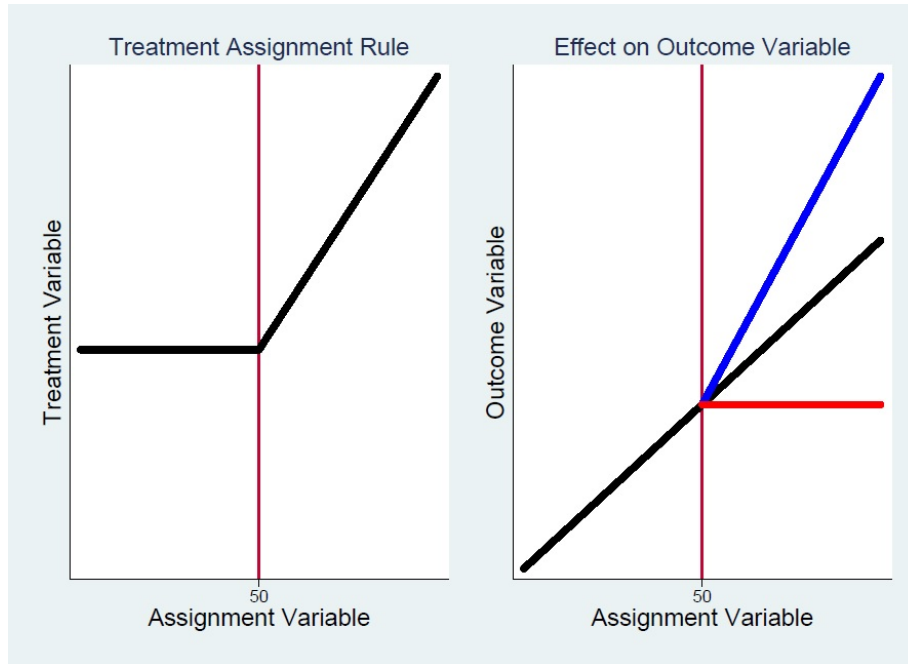 Treatment Assignment Rule
Treatment Variable
50
Assignment Variable
Effect on Outcome Variable
Outcome Variable
50
Assignment Variable